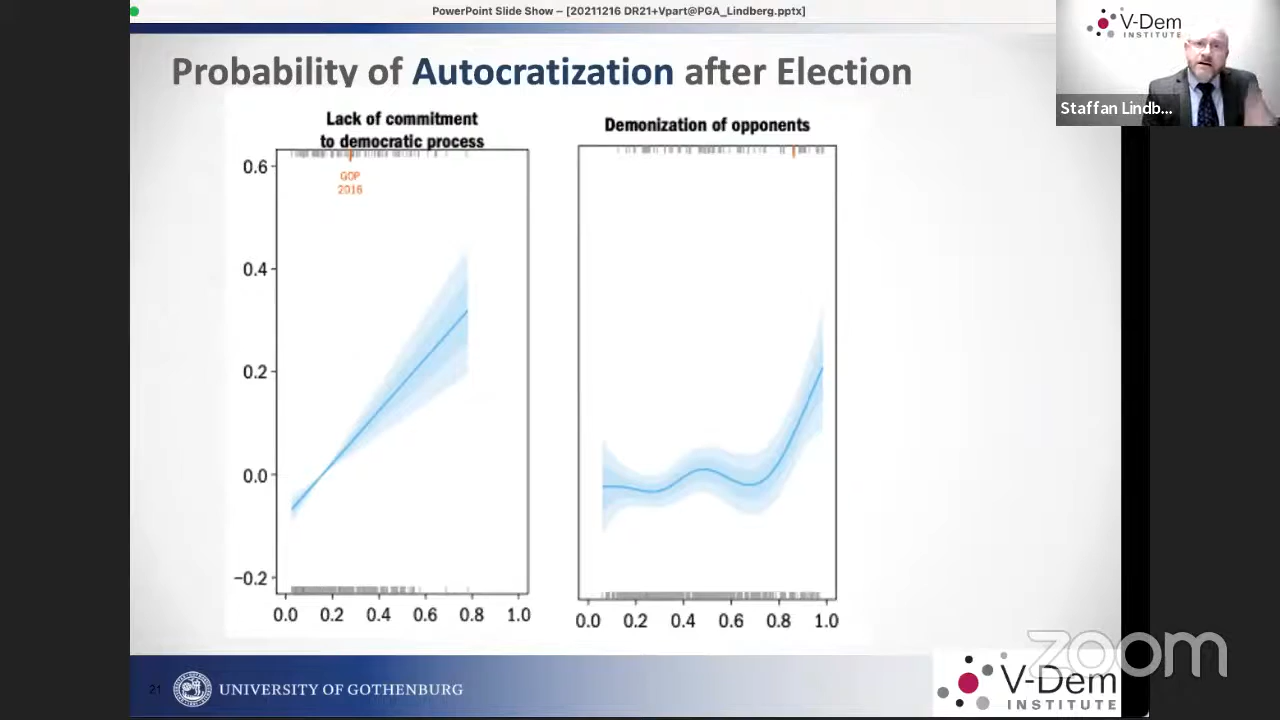 PowerPoint Slide Show – [20211216 DR21+Vpart@PGA_Lindberg.pptx]
V-Dem
INSTITUTE
Staffan Lindb...
Probability of Autocratization after Election
Lack of commitment
to democratic process
Demonization of opponents
GOP
2016
0.6
0.4
0.2
0.0
−0.2
0.0 0.2 0.4 0.6 0.8 1.0
0.0 0.2 0.4 0.6 0.8 1.0
21
UNIVERSITY OF GOTHENBURG
zoom
V-Dem
INSTITUTE